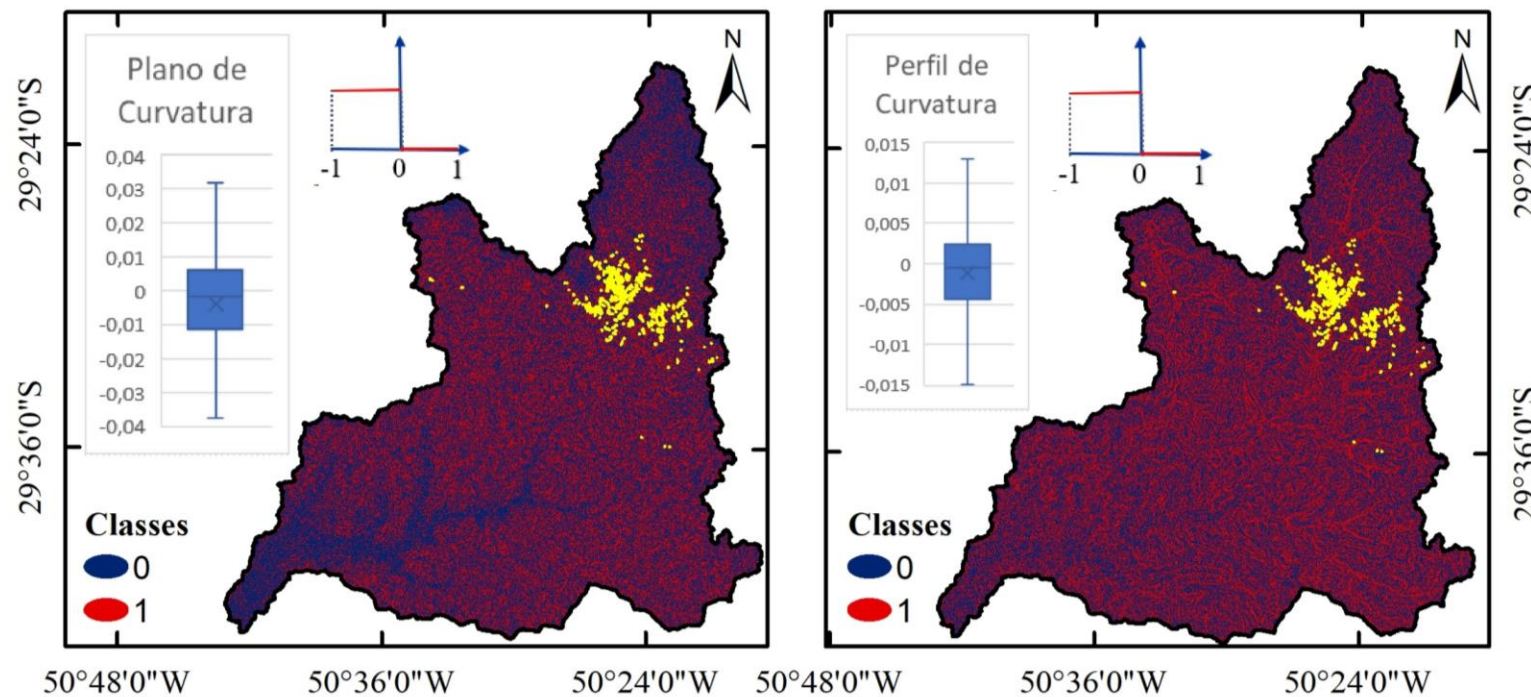 Plano de
Curvatura
0,04
0,03
0,02
0,01
0
-0,01
-0,02
-0,03
-0,04
-1 0 1
N
29°24'0"S
29°36'0"S
Classes
0
1
50°48'0"W 50°36'0"W 50°24'0"W
Perfil de
Curvatura
0,015
0,01
0,005
0
-0,005
-0,01
-0,015
-1 0 1
N
29°24'0"S
29°36'0"S
Classes
0
1
50°48'0"W 50°36'0"W 50°24'0"W